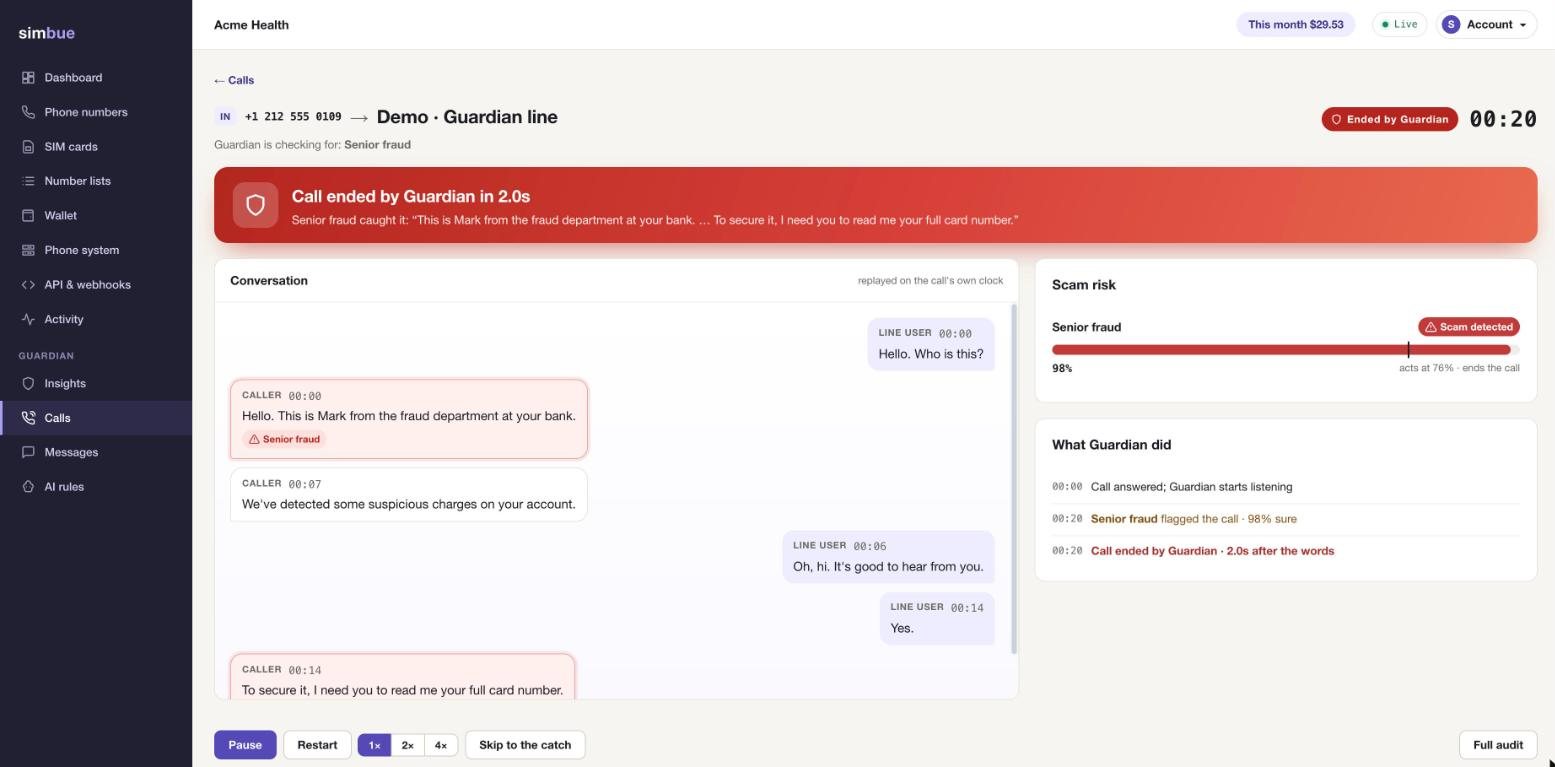 simbue
Dashboard
Phone numbers
SIM cards
Number lists
Wallet
Phone system
API & webhooks
Activity
GUARDIAN
Insights
Calls
Messages
AI rules
Acme Health
This month $29.53
Live
S Account
← Calls
IN +1 212 555 0109 → Demo · Guardian line
Guardian is checking for: Senior fraud
Ended by Guardian 00:20
Call ended by Guardian in 2.0s
Senior fraud caught it: “This is Mark from the fraud department at your bank. … To secure it, I need you to read me your full card number.”
Conversation
replayed on the call's own clock
LINE USER 00:00
Hello. Who is this?
CALLER 00:00
Hello. This is Mark from the fraud department at your bank.
Senior fraud
CALLER 00:07
We've detected some suspicious charges on your account.
LINE USER 00:06
Oh, hi. It's good to hear from you.
LINE USER 00:14
Yes.
CALLER 00:14
To secure it, I need you to read me your full card number.
Scam risk
Senior fraud
Scam detected
98%
acts at 76% · ends the call
What Guardian did
00:00 Call answered; Guardian starts listening
00:20 Senior fraud flagged the call · 98% sure
00:20 Call ended by Guardian · 2.0s after the words
Pause
Restart
1×
2×
4×
Skip to the catch
Full audit